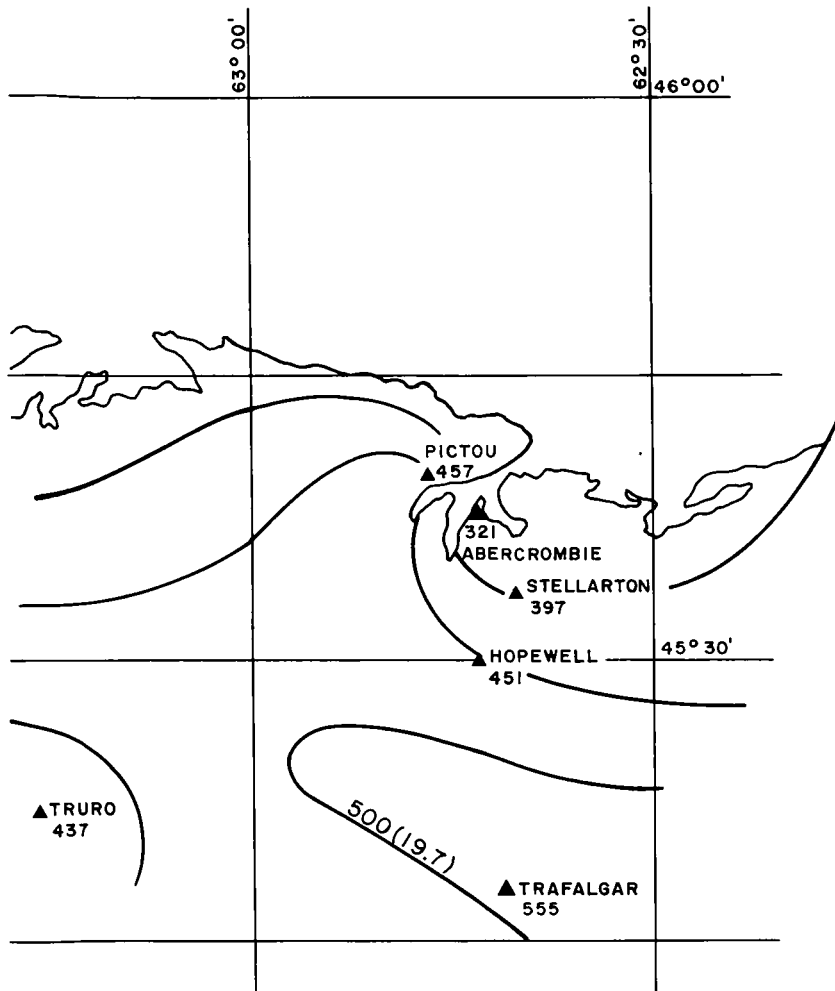 63° 00'
62° 30'
46° 00'
PICTOU
457
321
ABERCROMBIE
STELLARTON
397
HOPEWELL
451
45° 30'
TRURO
437
500 (19.7)
TRAFALGAR
555